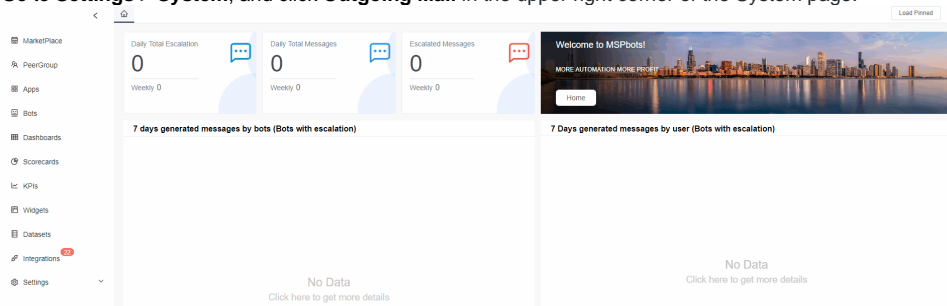 Go to Settings > System, and click Outgoing Mail in the upper right corner of the System page.
Load Pinned
MarketPlace
PeerGroup
Apps
Bots
Dashboards
Scorecards
KPIs
Widgets
Datasets
Integrations 22
Settings
Daily Total Escalation
0
Weekly 0
Daily Total Messages
0
Weekly 0
Escalated Messages
0
Weekly 0
Welcome to MSPbots!
MORE AUTOMATION MORE PROFIT
Home
7 days generated messages by bots (Bots with escalation)
No Data
Click here to get more details
7 Days generated messages by user (Bots with escalation)
No Data
Click here to get more details